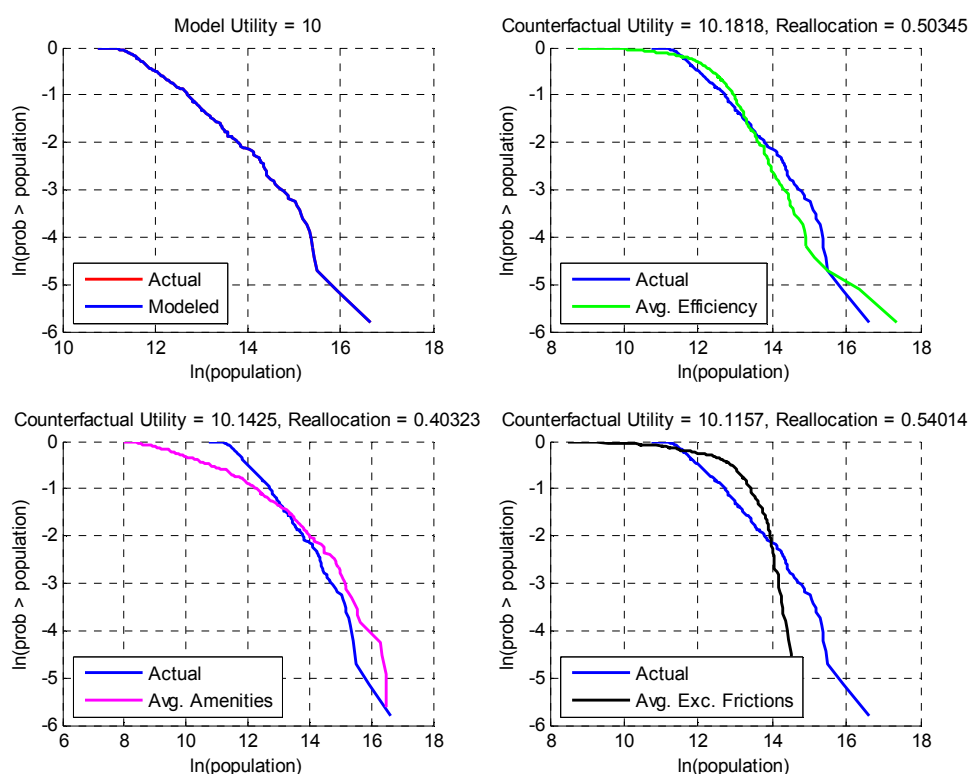 Model Utility = 10
0
-1
-2
-3
-4
-5
-6
ln(prob > population)
Actual
Modeled
10 12 14 16 18
ln(population)
Counterfactual Utility = 10.1818, Reallocation = 0.50345
0
-1
-2
-3
-4
-5
-6
ln(prob > population)
Actual
Avg. Efficiency
8 10 12 14 16 18
ln(population)
Counterfactual Utility = 10.1425, Reallocation = 0.40323
0
-1
-2
-3
-4
-5
-6
ln(prob > population)
Actual
Avg. Amenities
6 8 10 12 14 16 18
ln(population)
Counterfactual Utility = 10.1157, Reallocation = 0.54014
0
-1
-2
-3
-4
-5
-6
ln(prob > population)
Actual
Avg. Exc. Frictions
8 10 12 14 16 18
ln(population)